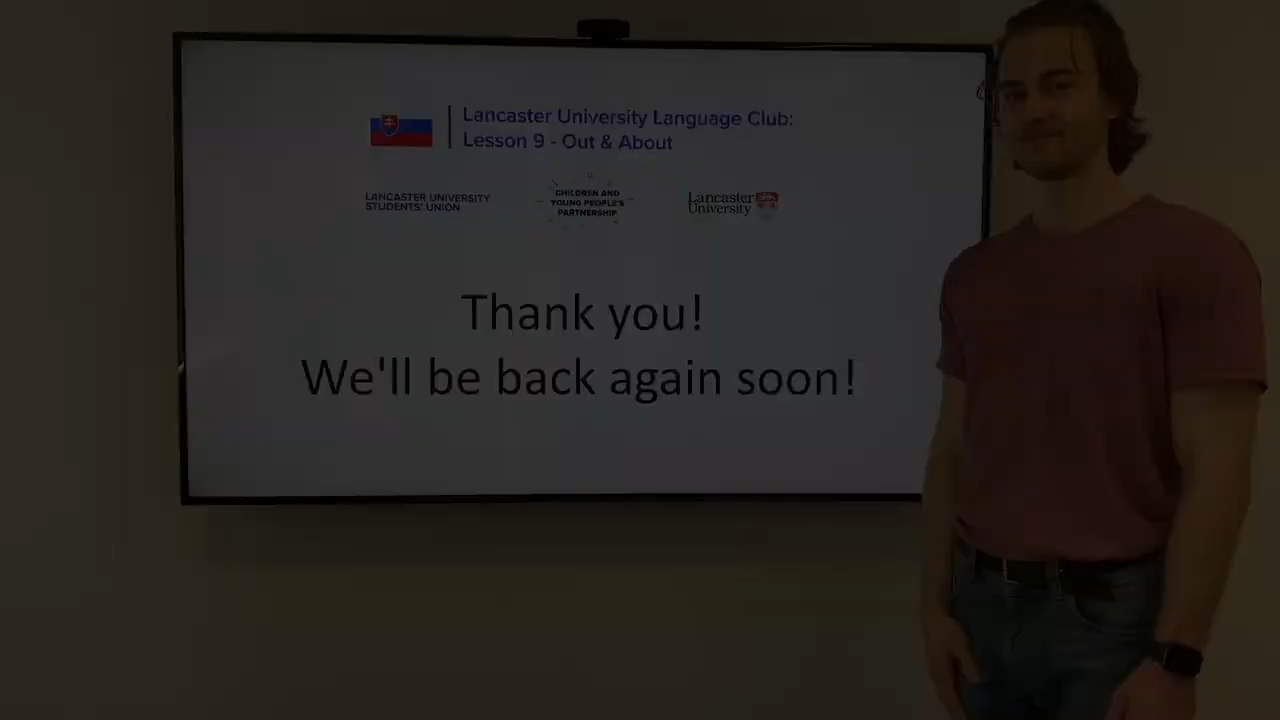 Lancaster University Language Club:
Lesson 9 - Out & About
LANCASTER UNIVERSITY
STUDENTS' UNION
CHILDREN AND
YOUNG PEOPLE'S
PARTNERSHIP
Lancaster
University
Thank you!
We'll be back again soon!